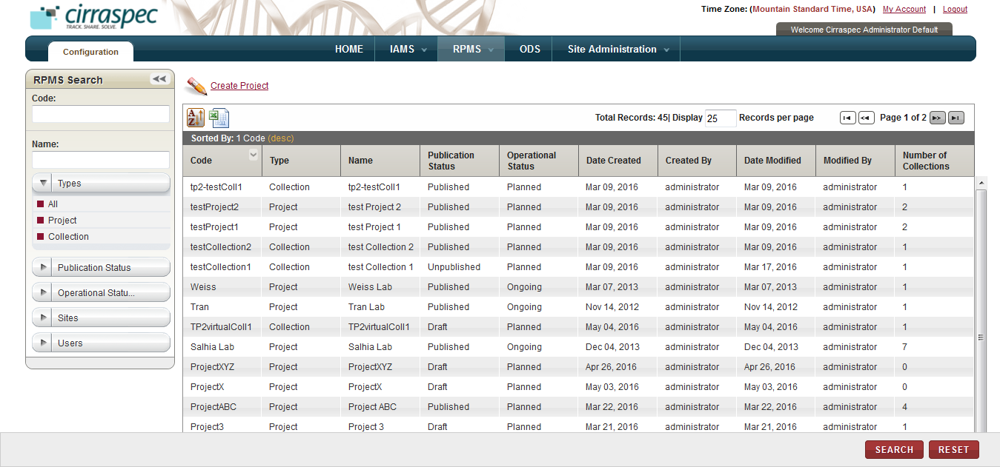 cirraspec
TRACK. SHARE. SOLVE.
Time Zone: (Mountain Standard Time, USA) My Account | Logout
Welcome Cirraspec Administrator Default
Configuration
HOME IAMS RPMS ODS Site Administration
RPMS Search
Code:
Name:
Types
All
Project
Collection
Publication Status
Operational Statu...
Sites
Users
Create Project
Total Records: 45| Display 25 Records per page Page 1 of 2
Sorted By: 1 Code (desc)
Code Type Name Publication Status Operational Status Date Created Created By Date Modified Modified By Number of Collections
tp2-testColl1 Collection tp2-testColl1 Published Planned Mar 09, 2016 administrator Mar 09, 2016 administrator 1
testProject2 Project test Project 2 Published Planned Mar 09, 2016 administrator Mar 09, 2016 administrator 2
testProject1 Project test Project 1 Published Planned Mar 09, 2016 administrator Mar 09, 2016 administrator 2
testCollection2 Collection test Collection 2 Published Planned Mar 09, 2016 administrator Mar 09, 2016 administrator 1
testCollection1 Collection test Collection 1 Unpublished Planned Mar 09, 2016 administrator Mar 17, 2016 administrator 1
Weiss Project Weiss Lab Published Ongoing Mar 07, 2013 administrator Mar 07, 2013 administrator 1
Tran Project Tran Lab Published Ongoing Nov 14, 2012 administrator Nov 14, 2012 administrator 1
TP2virtualColl1 Collection TP2virtualColl1 Draft Planned May 04, 2016 administrator May 04, 2016 administrator 1
Salhia Lab Project Salhia Lab Published Ongoing Dec 04, 2013 administrator Dec 04, 2013 administrator 7
ProjectXYZ Project ProjectXYZ Draft Planned Apr 26, 2016 administrator Apr 26, 2016 administrator 0
ProjectX Project ProjectX Draft Planned May 03, 2016 administrator May 03, 2016 administrator 0
ProjectABC Project Project ABC Published Planned Mar 22, 2016 administrator Mar 22, 2016 administrator 4
Project3 Project Project 3 Draft Planned Mar 21, 2016 administrator Mar 21, 2016 administrator 1
SEARCH RESET